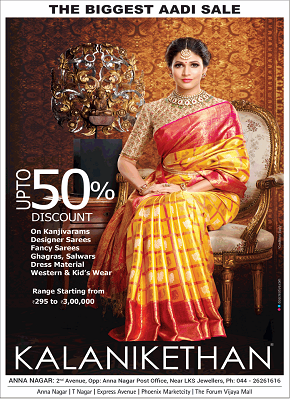 THE BIGGEST AADI SALE
UPTO 50%
DISCOUNT
On Kanjivarams
Designer Sarees
Fancy Sarees
Ghagras, Salwars
Dress Material
Western & Kid's Wear
Range Starting from
₹295 to ₹3,00,000
KALANIKETHAN
ANNA NAGAR: 2nd Avenue, Opp: Anna Nagar Post Office, Near LKS Jewellers, Ph: 044 - 26261616
Anna Nagar | T Nagar | Express Avenue | Phoenix Marketcity | The Forum Vijaya Mall